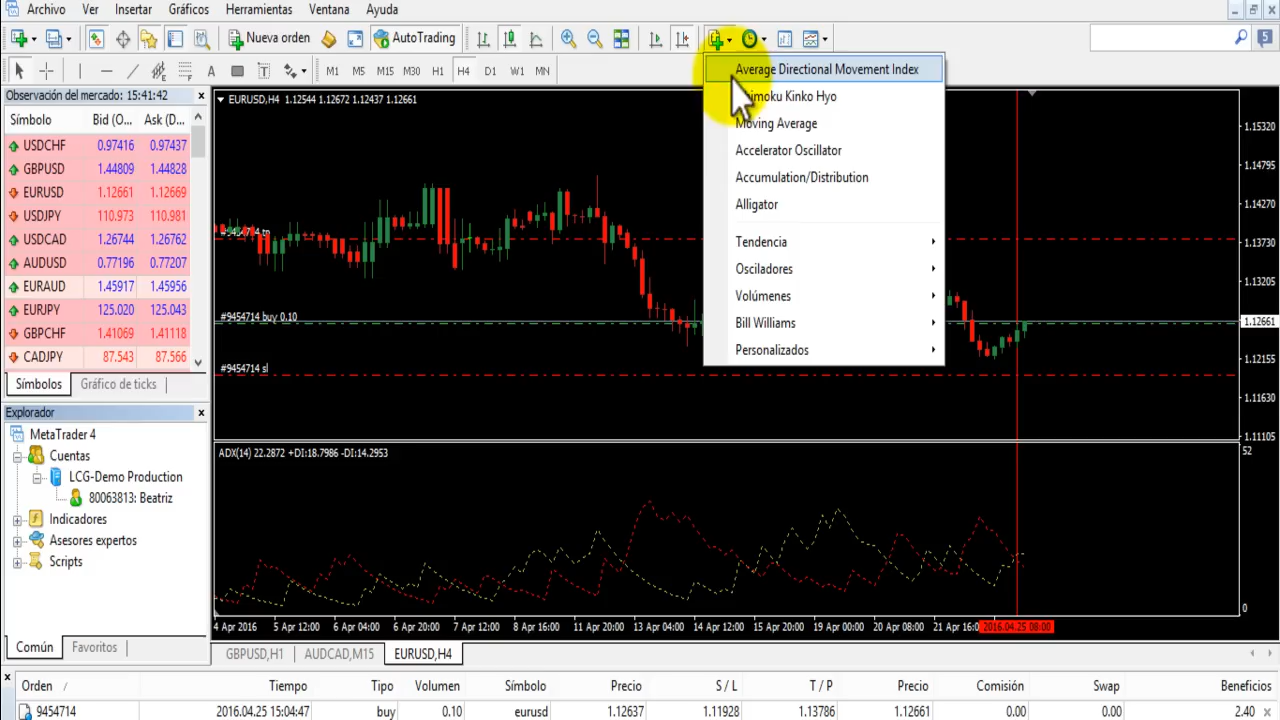 Archivo Ver Insertar Gráficos Herramientas Ventana Ayuda
Nueva orden AutoTrading 5
A T M1 M5 M15 M30 H1 H4 D1 W1 MN
Observación del mercado: 15:41:42
Símbolo Bid (O... Ask (D...
USDCHF 0.97416 0.97437
GBPUSD 1.44809 1.44828
EURUSD 1.12661 1.12669
USDJPY 110.973 110.981
USDCAD 1.26744 1.26762
AUDUSD 0.77196 0.77207
EURAUD 1.45917 1.45956
EURJPY 125.020 125.043
GBPCHF 1.41069 1.41118
CADJPY 87.543 87.566
Símbolos Gráfico de ticks
Explorador
MetaTrader 4
Cuentas
LCG-Demo Production
80063813: Beatriz
Indicadores
Asesores expertos
Scripts
Común Favoritos
EURUSD,H4 1.12544 1.12672 1.12437 1.12661
#9454714 tp
#9454714 buy 0.10
#9454714 sl
Average Directional Movement Index
Kinko Hyo
Moving Average
Accelerator Oscillator
Accumulation/Distribution
Alligator
Tendencia
Osciladores
Volúmenes
Bill Williams
Personalizados
1.15320
1.14795
1.14270
1.13730
1.13205
1.12661
1.12155
1.11630
1.11105
ADX(14) 22.2872 +DI:18.7986 -DI:14.2953
52
0
4 Apr 2016 5 Apr 12:00 6 Apr 04:00 6 Apr 20:00 7 Apr 12:00 8 Apr 16:00 11 Apr 20:00 13 Apr 04:00 14 Apr 12:00 15 Apr 20:00 19 Apr 00:00 20 Apr 08:00 21 Apr 16:0 2016.04.25 08:00
GBPUSD,H1 AUDCAD,M15 EURUSD,H4
Orden / Tiempo Tipo Volumen Símbolo Precio S / L T / P Precio Comisión Swap Beneficios
9454714 2016.04.25 15:04:47 buy 0.10 eurusd 1.12637 1.11928 1.13786 1.12661 0.00 0.00 2.40